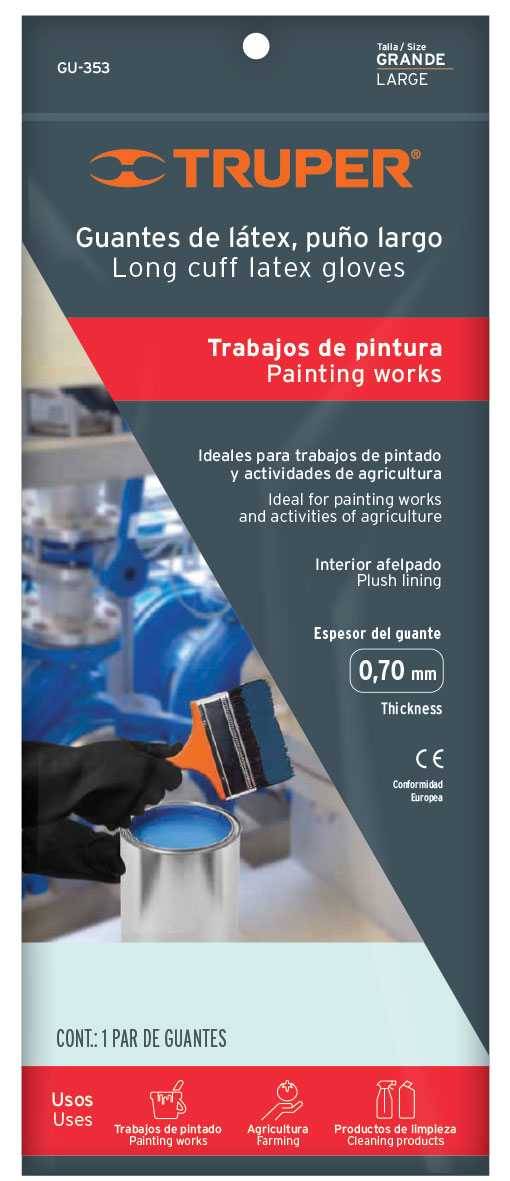 GU-353
Talla / Size
GRANDE
LARGE
TRUPER®
Guantes de látex, puño largo
Long cuff latex gloves
Trabajos de pintura
Painting works
Ideales para trabajos de pintado
y actividades de agricultura
Ideal for painting works
and activities of agriculture
Interior afelpado
Plush lining
Espesor del guante
0,70 mm
Thickness
CE
Conformidad
Europea
CONT.: 1 PAR DE GUANTES
Usos
Uses
Trabajos de pintado
Painting works
Agricultura
Farming
Productos de limpieza
Cleaning products